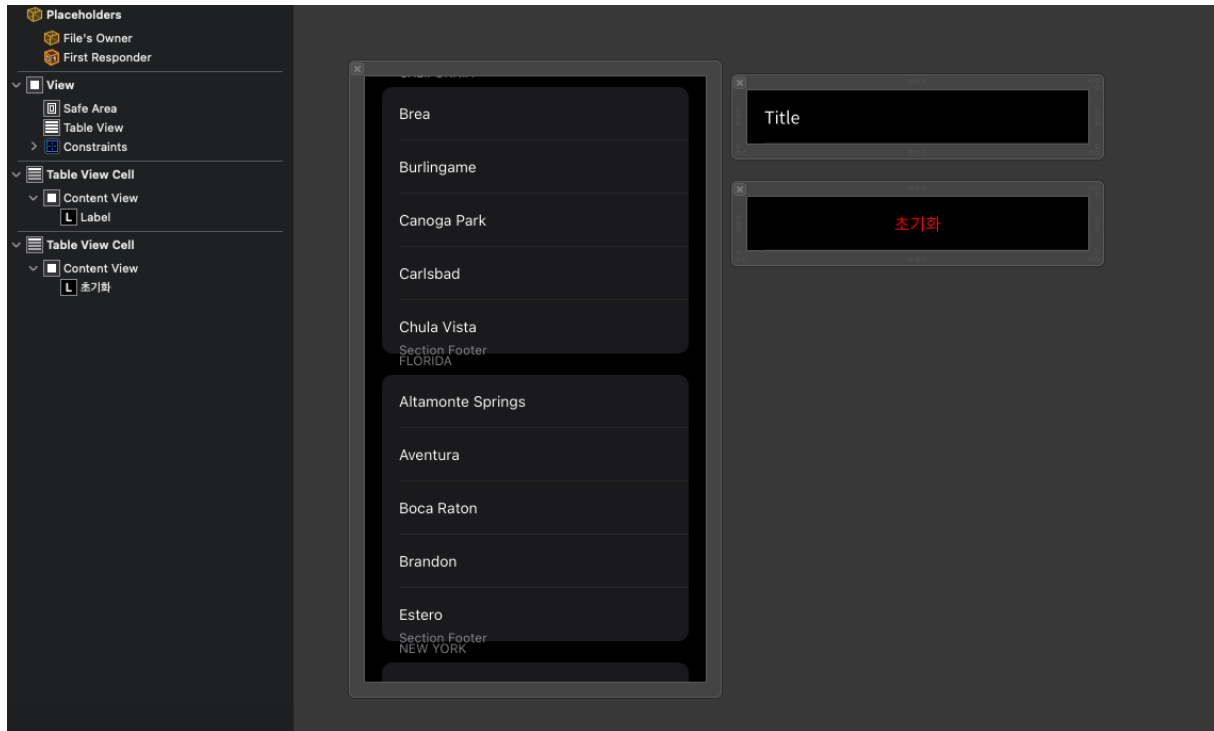 Placeholders
File's Owner
First Responder
View
Safe Area
Table View
Constraints
Table View Cell
Content View
L Label
Table View Cell
Content View
L 초기화
CALIFORNIA
Brea
Burlingame
Canoga Park
Carlsbad
Chula Vista
Section Footer
FLORIDA
Altamonte Springs
Aventura
Boca Raton
Brandon
Estero
Section Footer
NEW YORK
Title
초기화